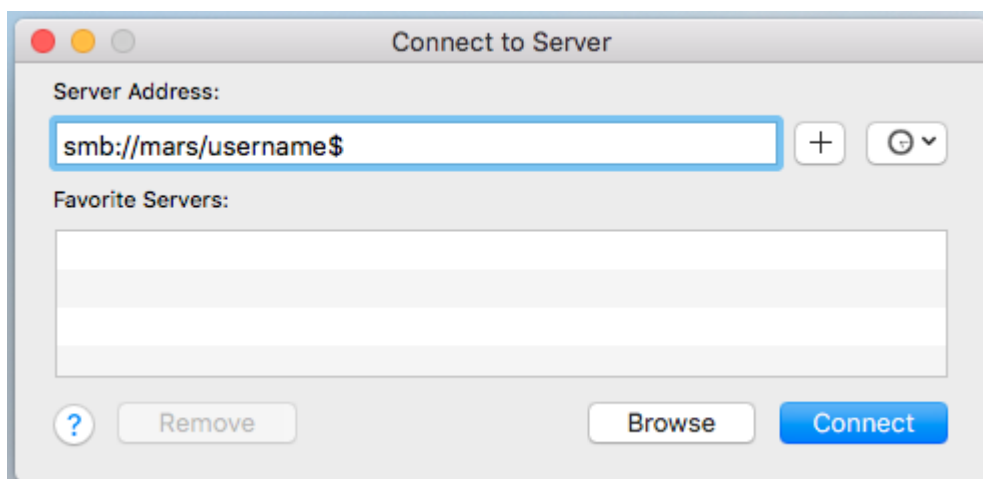 Connect to Server
Server Address:
smb://mars/username$
+
Favorite Servers:
? Remove Browse Connect